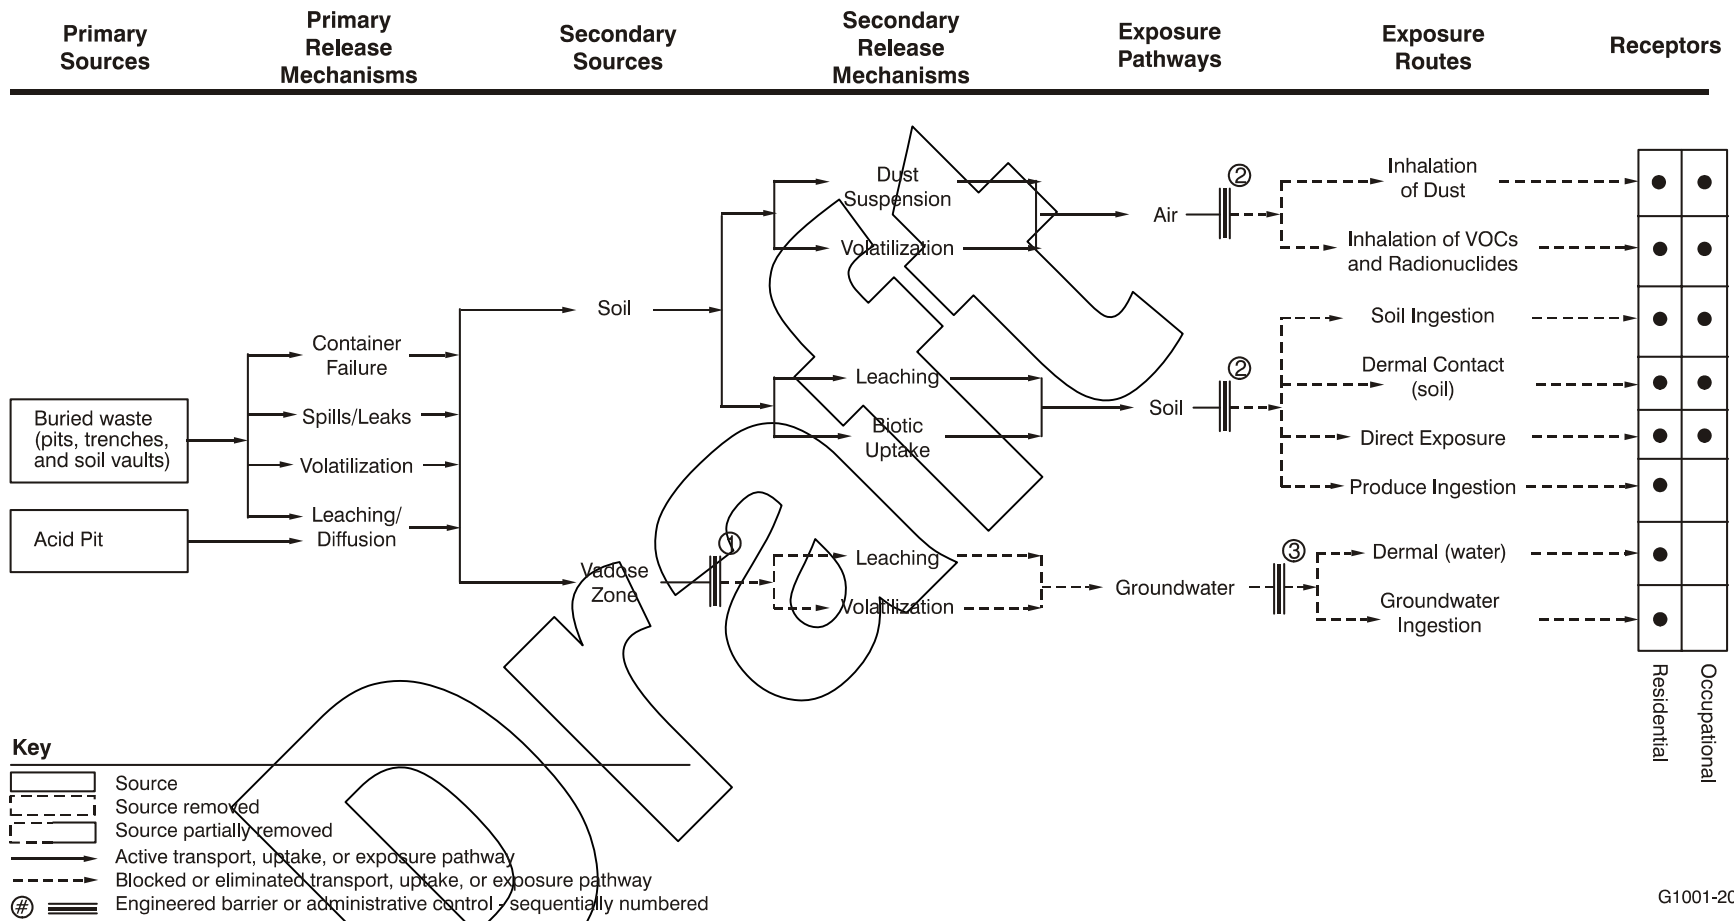 Primary
Sources
Primary
Release
Mechanisms
Secondary
Sources
Secondary
Release
Mechanisms
Exposure
Pathways
Exposure
Routes
Receptors
Buried waste
(pits, trenches,
and soil vaults)
Acid Pit
Container
Failure
Spills/Leaks
Volatilization
Leaching/
Diffusion
Soil
Vadose
Zone
1
Dust
Suspension
Volatilization
Leaching
Biotic
Uptake
Leaching
Volatilization
Air
2
Soil
2
Groundwater
3
Inhalation
of Dust
Inhalation of VOCs
and Radionuclides
Soil Ingestion
Dermal Contact
(soil)
Direct Exposure
Produce Ingestion
Dermal (water)
Groundwater
Ingestion
Residential
Occupational
Draft
Key
Source
Source removed
Source partially removed
Active transport, uptake, or exposure pathway
Blocked or eliminated transport, uptake, or exposure pathway
# Engineered barrier or administrative control - sequentially numbered